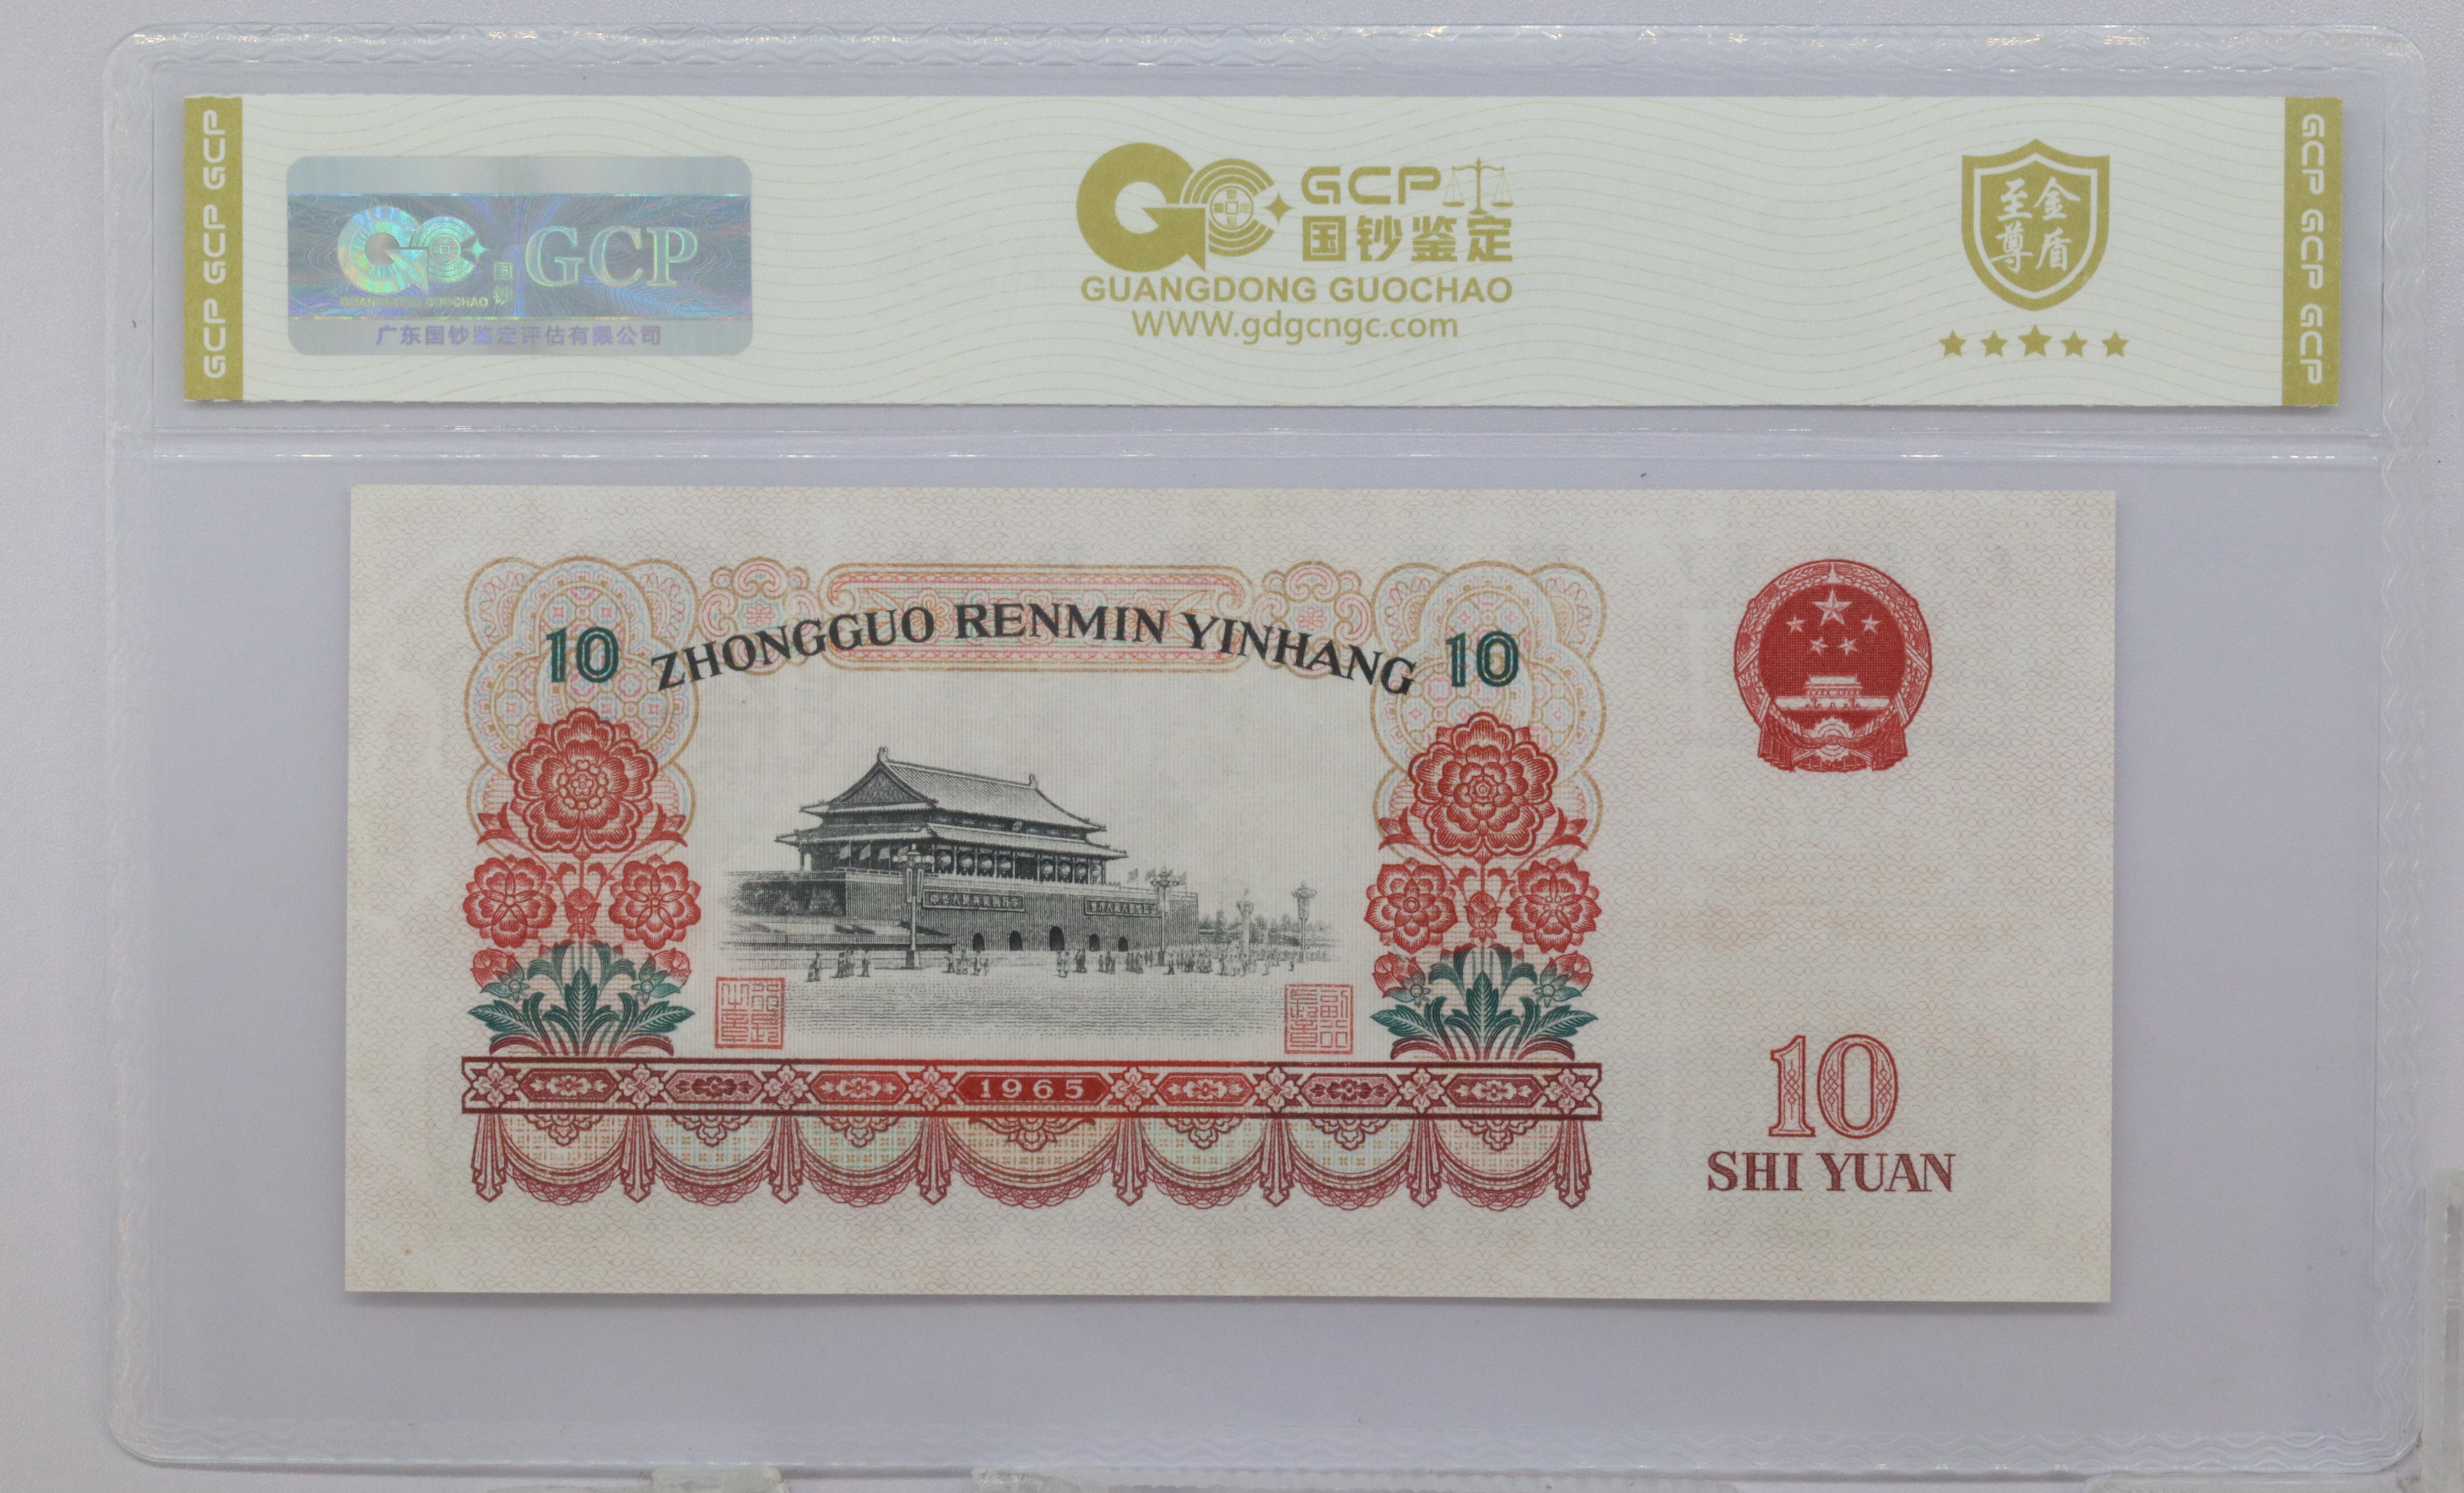 GCP GCP GCP
GCP
国钞
GUANGDONG GUOCHAO
广东国钞鉴定评估有限公司
GCP
国钞鉴定
GUANGDONG GUOCHAO
WWW.gdgcngc.com
至尊
金盾
GCP GCP GCP
10 ZHONGGUO RENMIN YINHANG 10
1965
10
SHI YUAN